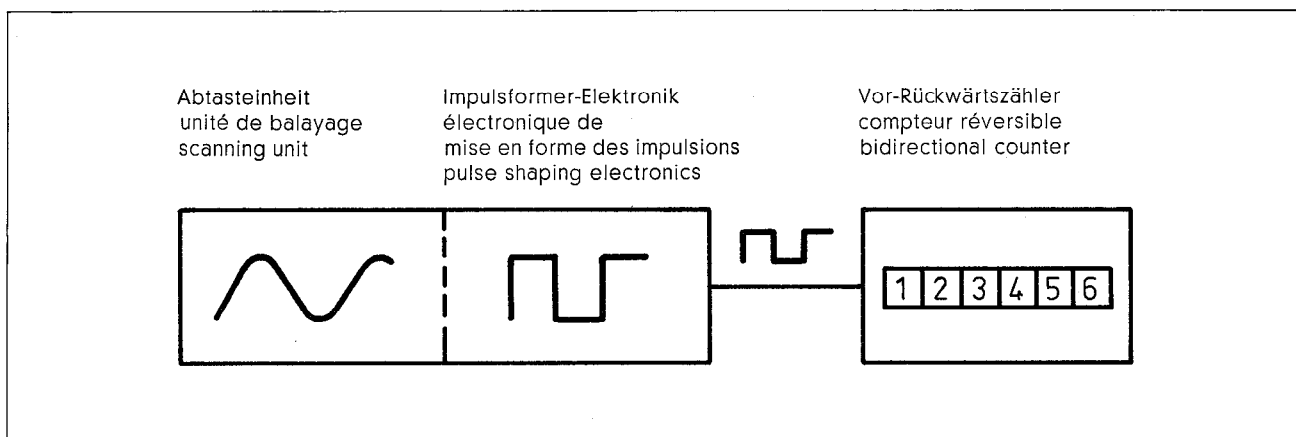 Abtasteinheit
unité de balayage
scanning unit
Impulsformer-Elektronik
électronique de
mise en forme des impulsions
pulse shaping electronics
Vor-Rückwärtszähler
compteur réversible
bidirectional counter
1 2 3 4 5 6